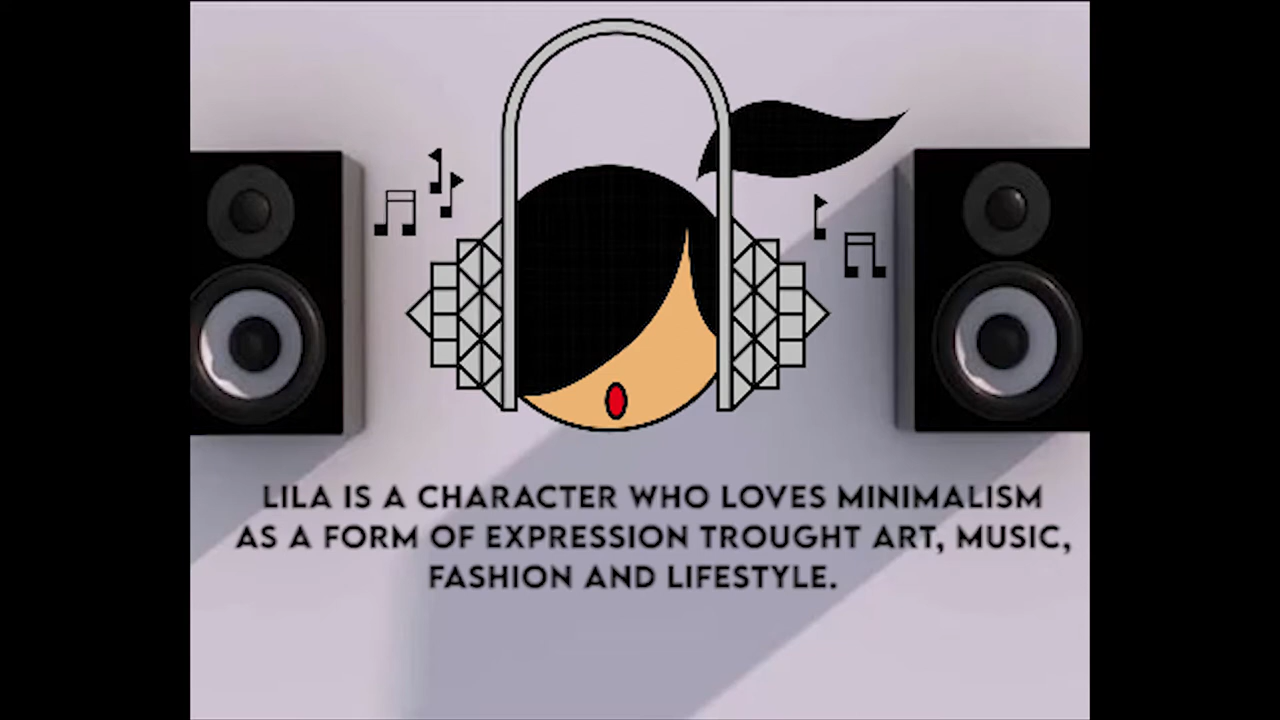 LILA IS A CHARACTER WHO LOVES MINIMALISM
AS A FORM OF EXPRESSION TROUGHT ART, MUSIC,
FASHION AND LIFESTYLE.